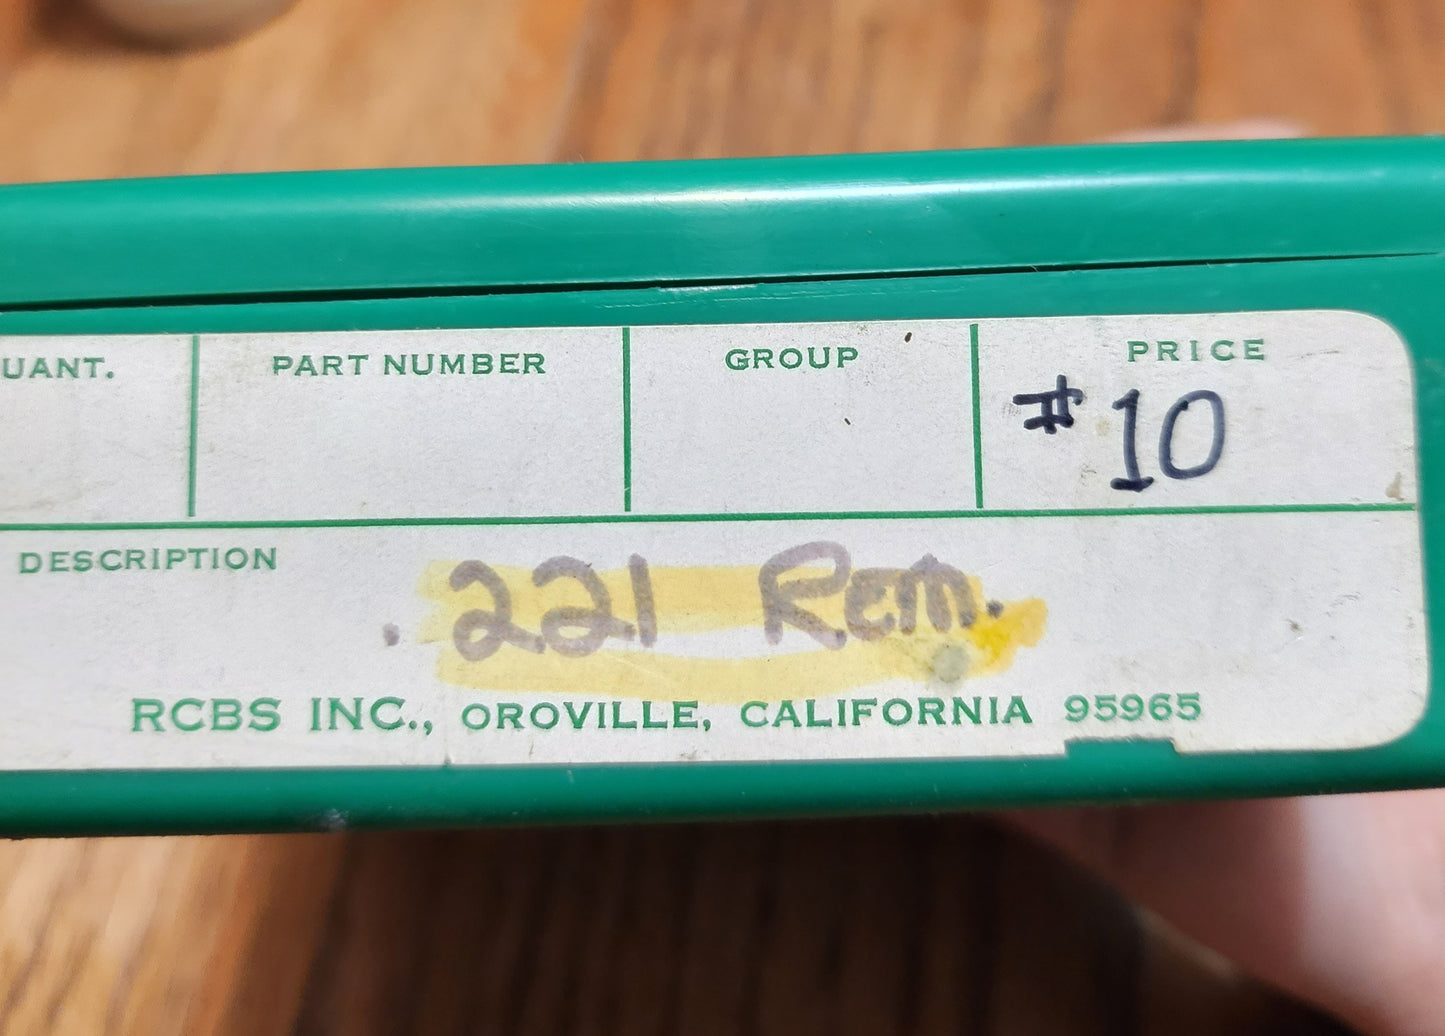 UANT. PART NUMBER GROUP PRICE
#10
DESCRIPTION
.221 Rem.
RCBS INC., OROVILLE, CALIFORNIA 95965